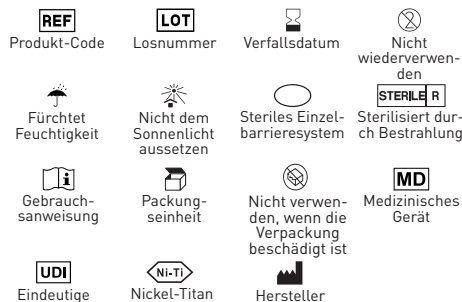 REF
LOT
2
Produkt-Code
Losnummer
Verfallsdatum
Nicht
wiederverwen-
den
STERILE R
Fürchtet
Feuchtigkeit
Nicht dem
Sonnenlicht
aussetzen
Steriles Einzel-
barrieresystem
Sterilisiert dur-
ch Bestrahlung
i
MD
Gebrauch-
sanweisung
Packung-
seinheit
Nicht verwen-
den, wenn die
Verpackung
beschädigt ist
Medizinisches
Gerät
UDI
Ni-Ti
Eindeutige
Nickel-Titan
Hersteller